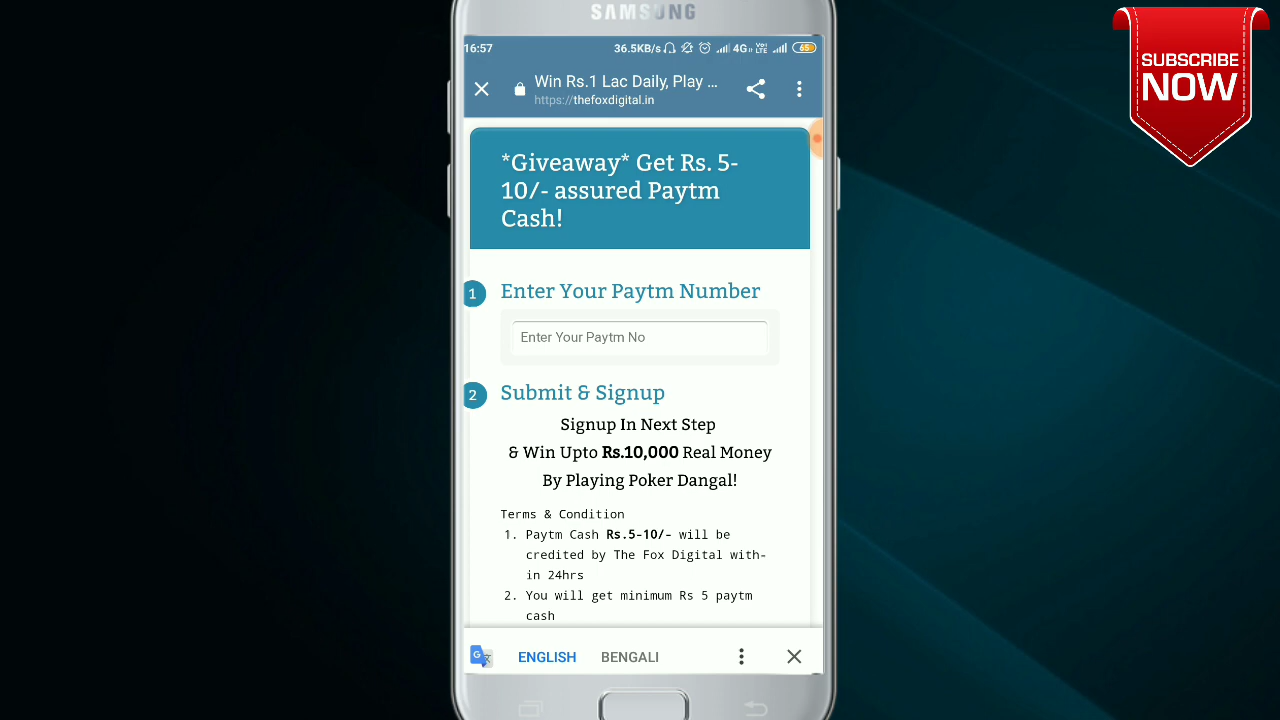 SAMSUNG
SUBSCRIBE
NOW
16:57
36.5KB/s 4G VoLTE 65
Win Rs.1 Lac Daily, Play ...
https://thefoxdigital.in
*Giveaway* Get Rs. 5-
10/- assured Paytm
Cash!
1 Enter Your Paytm Number
Enter Your Paytm No
2 Submit & Signup
Signup In Next Step
& Win Upto Rs.10,000 Real Money
By Playing Poker Dangal!
Terms & Condition
1. Paytm Cash Rs.5-10/- will be
credited by The Fox Digital with-
in 24hrs
2. You will get minimum Rs 5 paytm
cash
G ENGLISH BENGALI